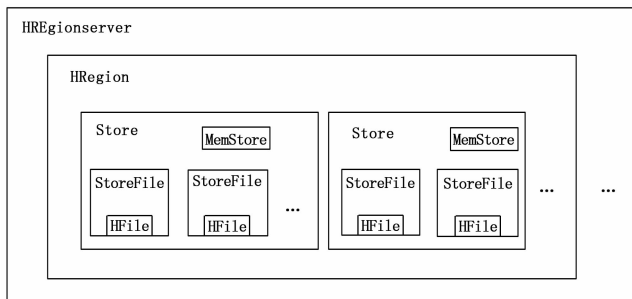 HREgionserver
HRegion
Store
MemStore
StoreFile
HFile
StoreFile
HFile
...
Store
MemStore
StoreFile
HFile
StoreFile
HFile
...
...